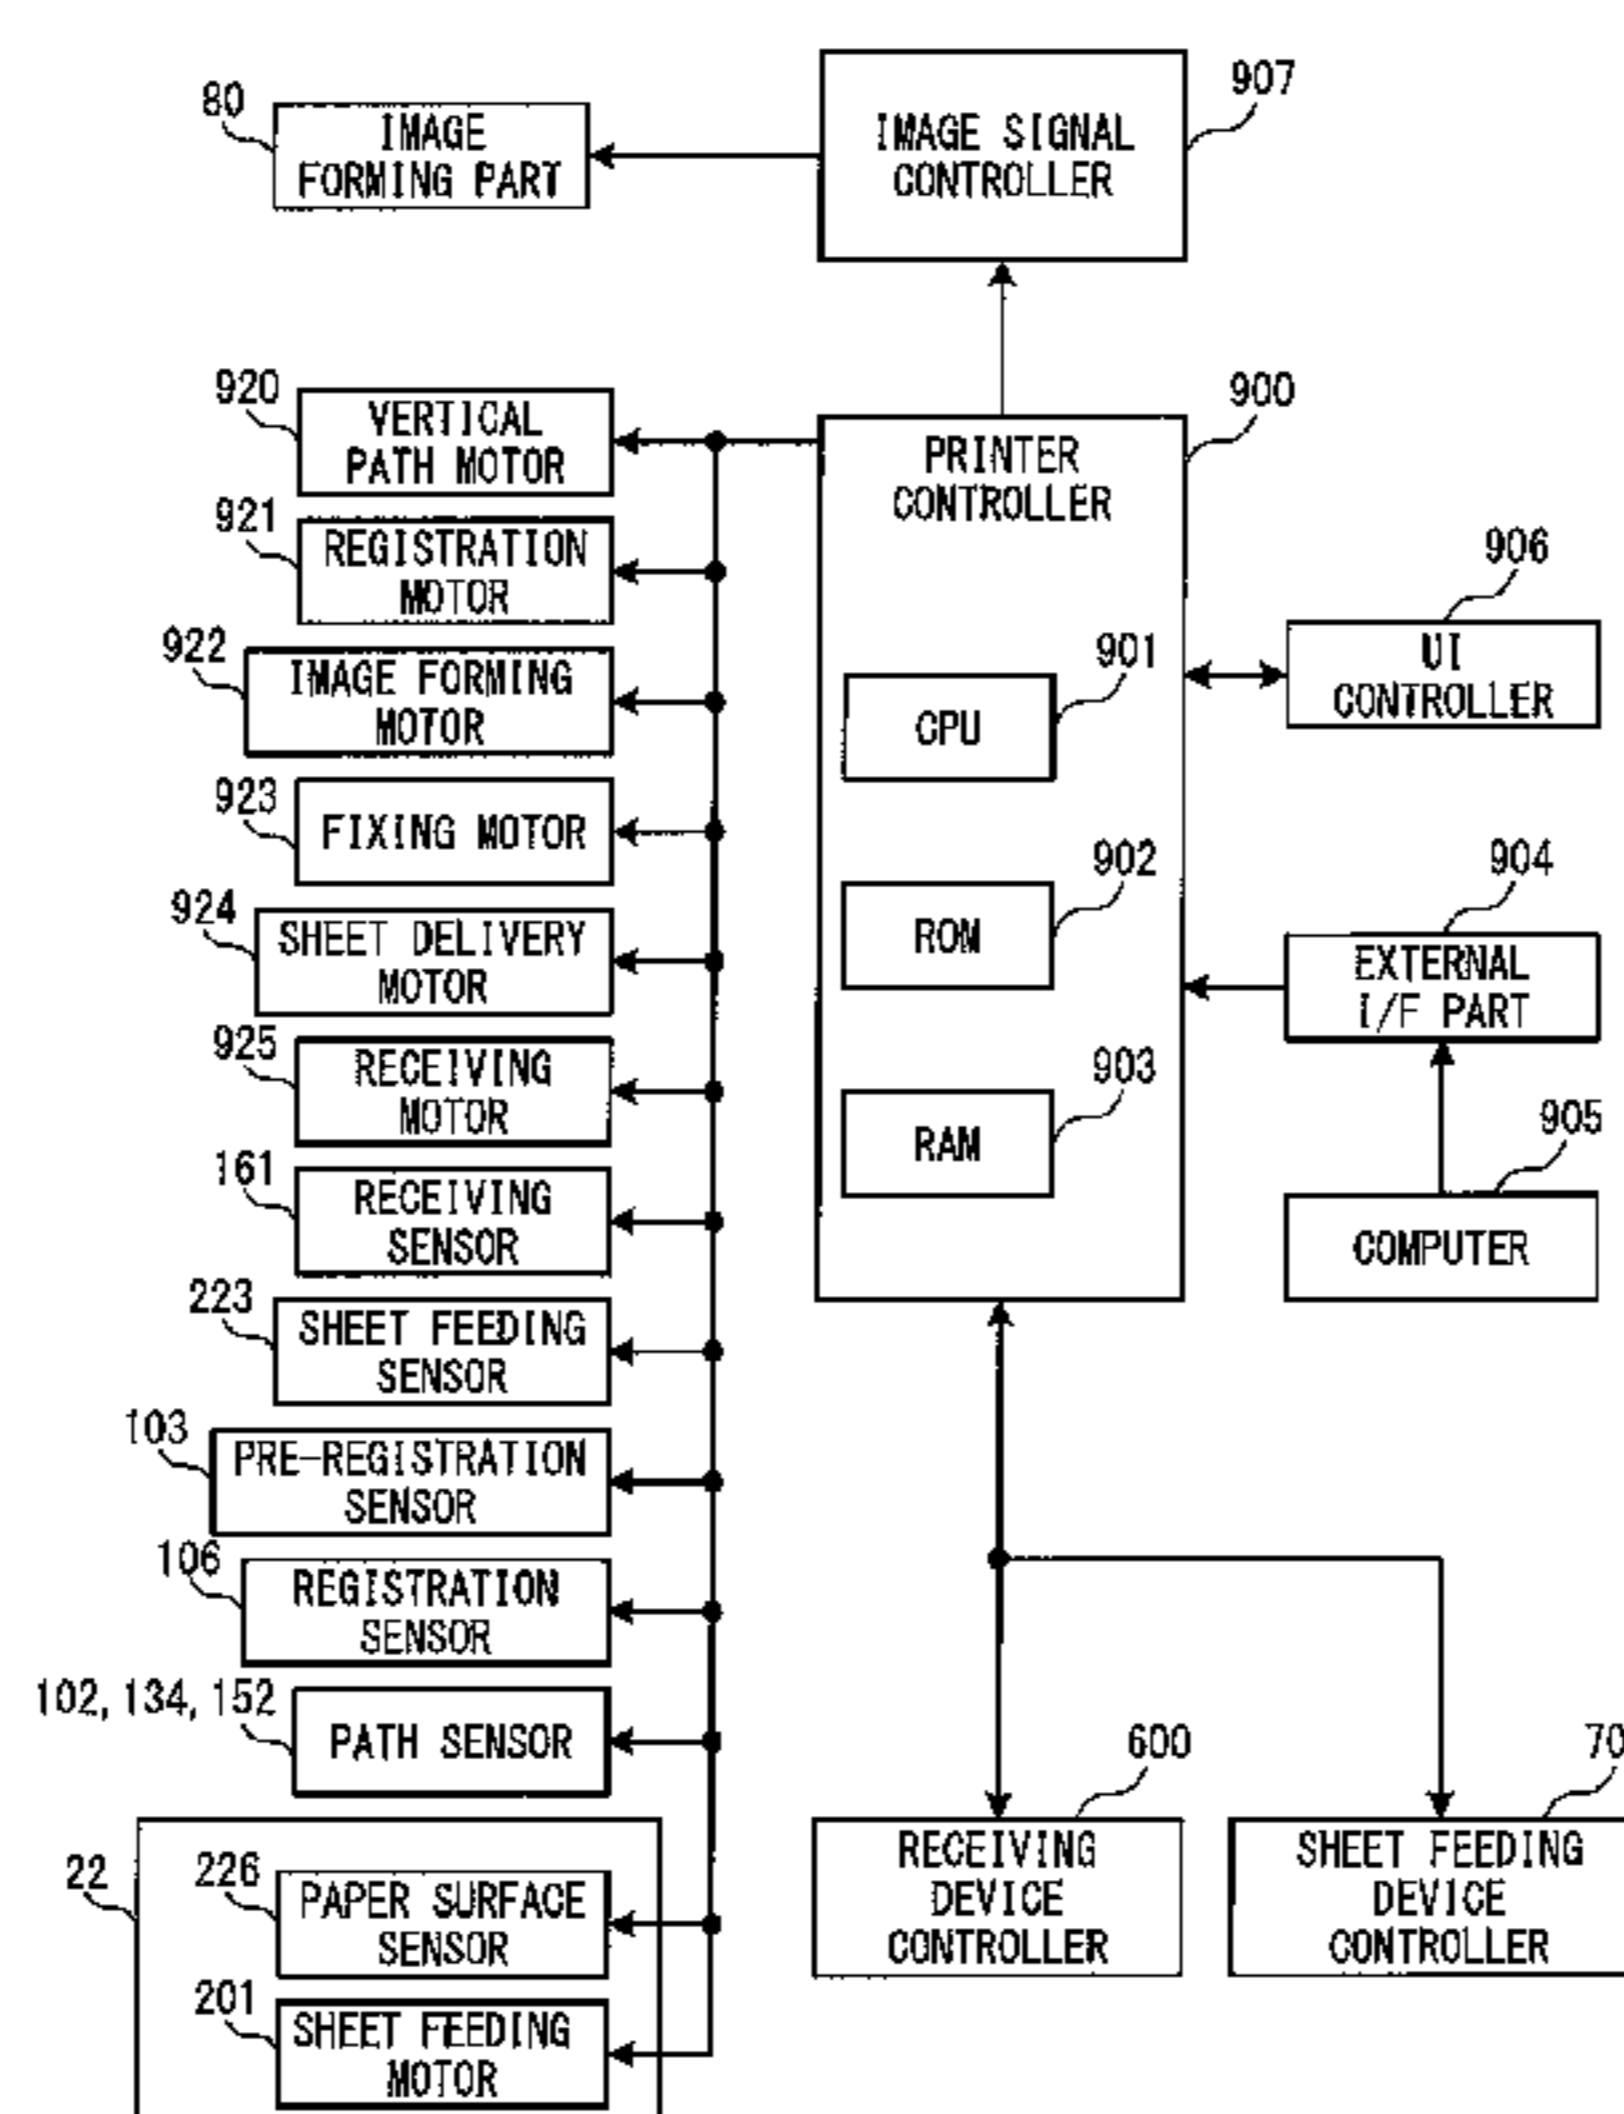 80
IMAGE
FORMING PART
IMAGE SIGNAL
CONTROLLER
907
920
VERTICAL
PATH MOTOR
921
REGISTRATION
MOTOR
922
IMAGE FORMING
MOTOR
923
FIXING MOTOR
924
SHEET DELIVERY
MOTOR
925
RECEIVING
MOTOR
161
RECEIVING
SENSOR
223
SHEET FEEDING
SENSOR
103
PRE-REGISTRATION
SENSOR
106
REGISTRATION
SENSOR
102, 134, 152
PATH SENSOR
22
226
PAPER SURFACE
SENSOR
201
SHEET FEEDING
MOTOR
900
PRINTER
CONTROLLER
901
CPU
902
ROM
903
RAM
906
UI
CONTROLLER
904
EXTERNAL
I/F PART
905
COMPUTER
600
RECEIVING
DEVICE
CONTROLLER
70
SHEET FEEDING
DEVICE
CONTROLLER